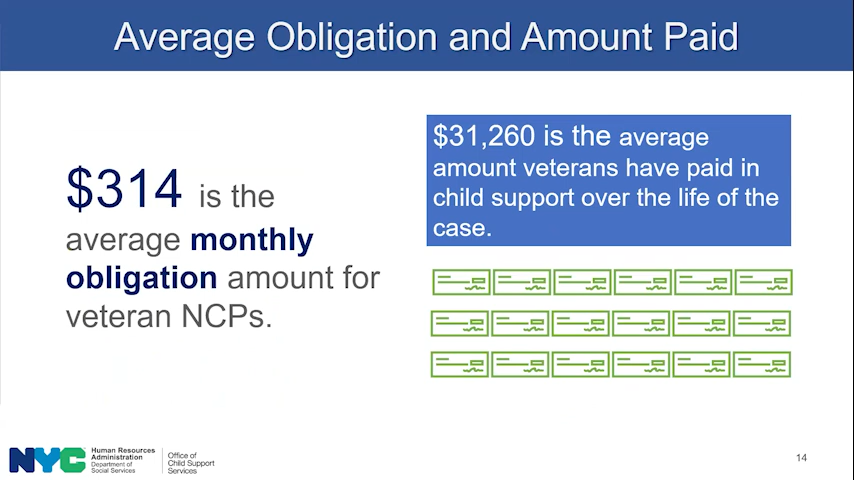 Average Obligation and Amount Paid
$314 is the
average monthly
obligation amount for
veteran NCPs.
$31,260 is the average
amount veterans have paid in
child support over the life of the
case.
NYC
Human Resources
Administration
Department of
Social Services
Office of
Child Support
Services
14